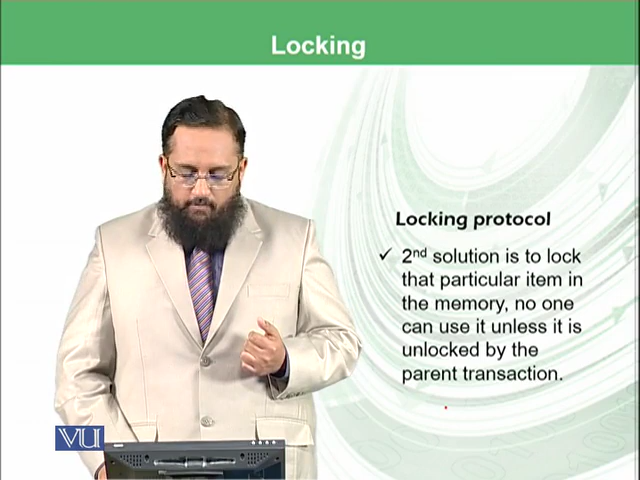 Locking
Locking protocol
✓ 2nd solution is to lock
that particular item in
the memory, no one
can use it unless it is
unlocked by the
parent transaction.
VU